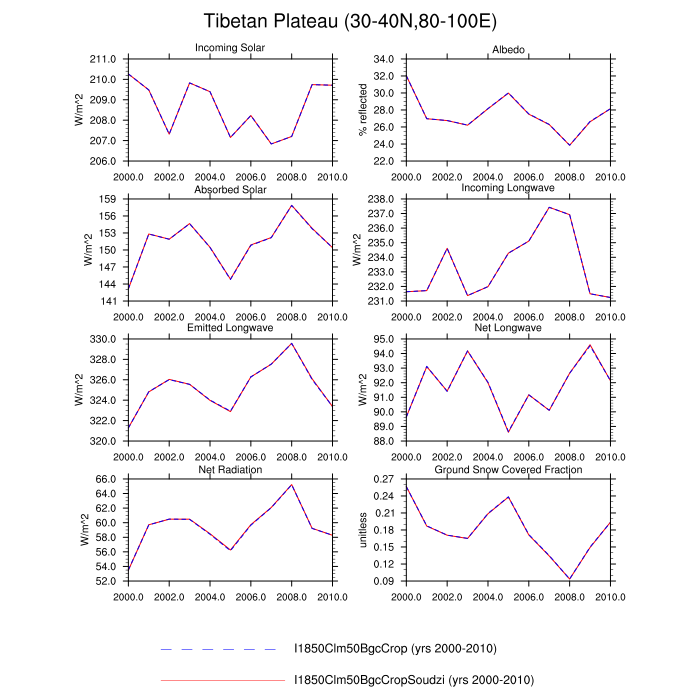 Tibetan Plateau (30-40N,80-100E)
Incoming Solar
W/m^2
211.0
210.0
209.0
208.0
207.0
206.0
2000.0 2002.0 2004.0 2006.0 2008.0 2010.0
Albedo
% reflected
34.0
32.0
30.0
28.0
26.0
24.0
22.0
2000.0 2002.0 2004.0 2006.0 2008.0 2010.0
Absorbed Solar
W/m^2
159
156
153
150
147
144
141
2000.0 2002.0 2004.0 2006.0 2008.0 2010.0
Incoming Longwave
W/m^2
238.0
237.0
236.0
235.0
234.0
233.0
232.0
231.0
2000.0 2002.0 2004.0 2006.0 2008.0 2010.0
Emitted Longwave
W/m^2
330.0
328.0
326.0
324.0
322.0
320.0
2000.0 2002.0 2004.0 2006.0 2008.0 2010.0
Net Longwave
W/m^2
95.0
94.0
93.0
92.0
91.0
90.0
89.0
88.0
2000.0 2002.0 2004.0 2006.0 2008.0 2010.0
Net Radiation
W/m^2
66.0
64.0
62.0
60.0
58.0
56.0
54.0
52.0
2000.0 2002.0 2004.0 2006.0 2008.0 2010.0
Ground Snow Covered Fraction
unitless
0.27
0.24
0.21
0.18
0.15
0.12
0.09
2000.0 2002.0 2004.0 2006.0 2008.0 2010.0
I1850Clm50BgcCrop (yrs 2000-2010)
I1850Clm50BgcCropSoudzi (yrs 2000-2010)